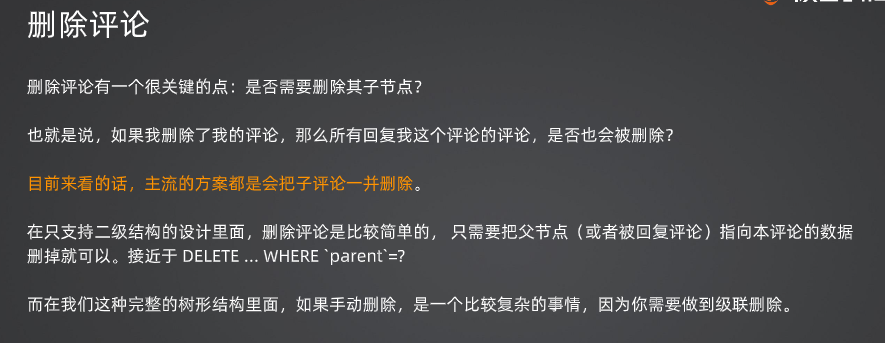 删除评论
删除评论有一个很关键的点：是否需要删除其子节点？
也就是说，如果我删除了我的评论，那么所有回复我这个评论的评论，是否也会被删除？
目前来看的话，主流的方案都是会把子评论一并删除。
在只支持二级结构的设计里面，删除评论是比较简单的， 只需要把父节点（或者被回复评论）指向本评论的数据
删掉就可以。接近于 DELETE ... WHERE `parent`=?
而在我们这种完整的树形结构里面，如果手动删除，是一个比较复杂的事情，因为你需要做到级联删除。